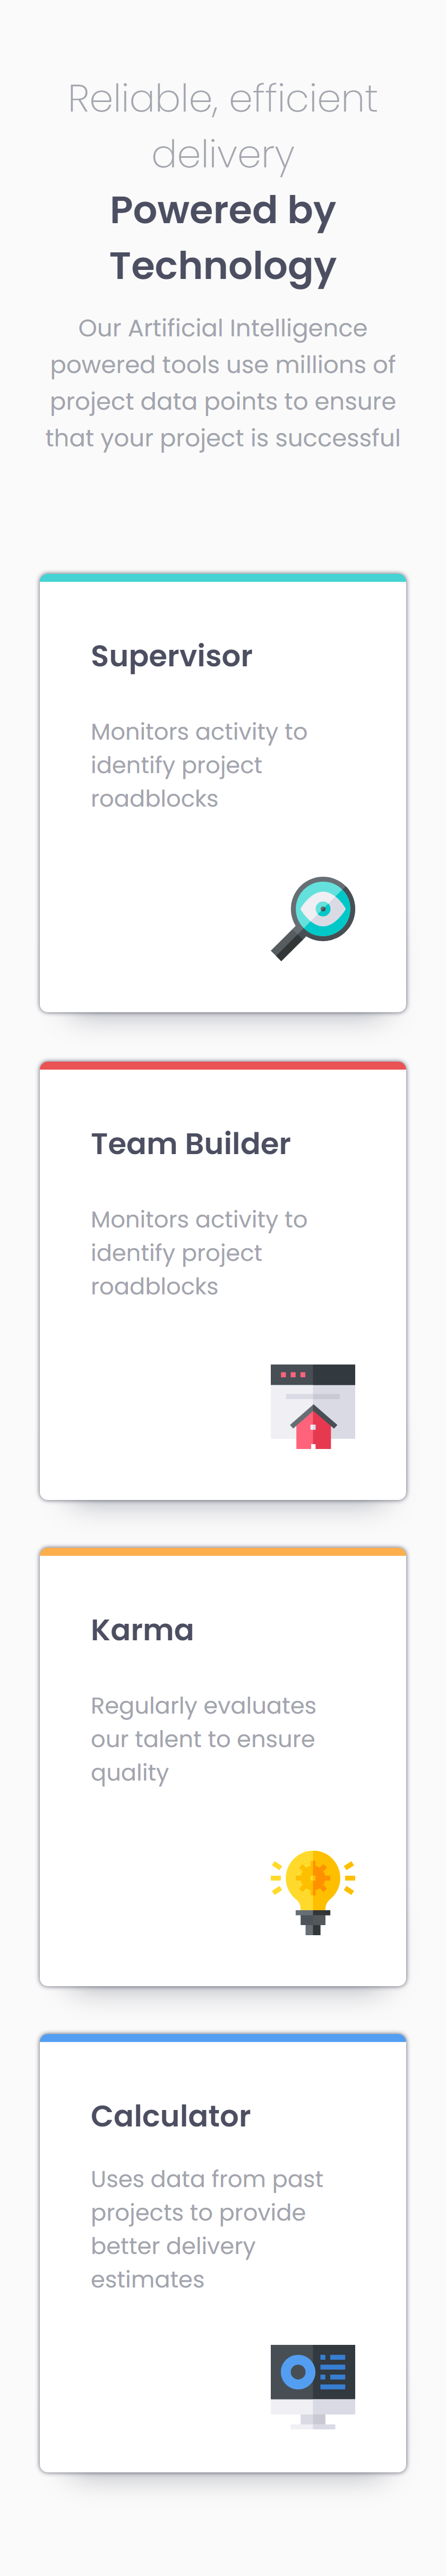 Reliable, efficient
delivery
Powered by
Technology
Our Artificial Intelligence
powered tools use millions of
project data points to ensure
that your project is successful
Supervisor
Monitors activity to
identify project
roadblocks
Team Builder
Monitors activity to
identify project
roadblocks
Karma
Regularly evaluates
our talent to ensure
quality
Calculator
Uses data from past
projects to provide
better delivery
estimates